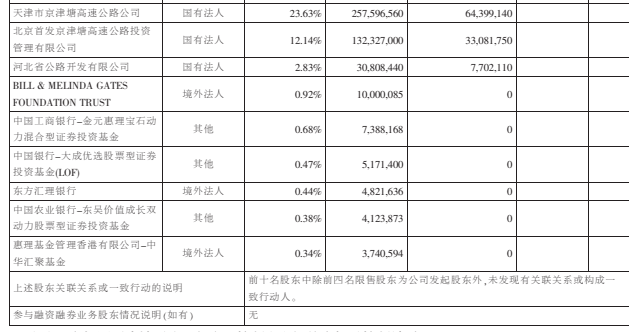 天津市京津塘高速公路公司 国有法人 23.63% 257,596,560 64,399,140
北京首发京津塘高速公路投资
管理有限公司 国有法人 12.14% 132,327,000 33,081,750
河北省公路开发有限公司 国有法人 2.83% 30,808,440 7,702,110
BILL & MELINDA GATES
FOUNDATION TRUST 境外法人 0.92% 10,000,085 0
中国工商银行–金元惠理宝石动
力混合型证券投资基金 其他 0.68% 7,388,168 0
中国银行–大成优选股票型证券
投资基金(LOF) 其他 0.47% 5,171,400 0
东方汇理银行 境外法人 0.44% 4,821,636 0
中国农业银行–东吴价值成长双
动力股票型证券投资基金 其他 0.38% 4,123,873 0
惠理基金管理香港有限公司–中
华汇聚基金 境外法人 0.34% 3,740,594 0
上述股东关联关系或一致行动的说明
前十名股东中除前四名限售股东为公司发起股东外,未发现有关联关系或构成一
致行动人。
参与融资融券业务股东情况说明(如有) 无